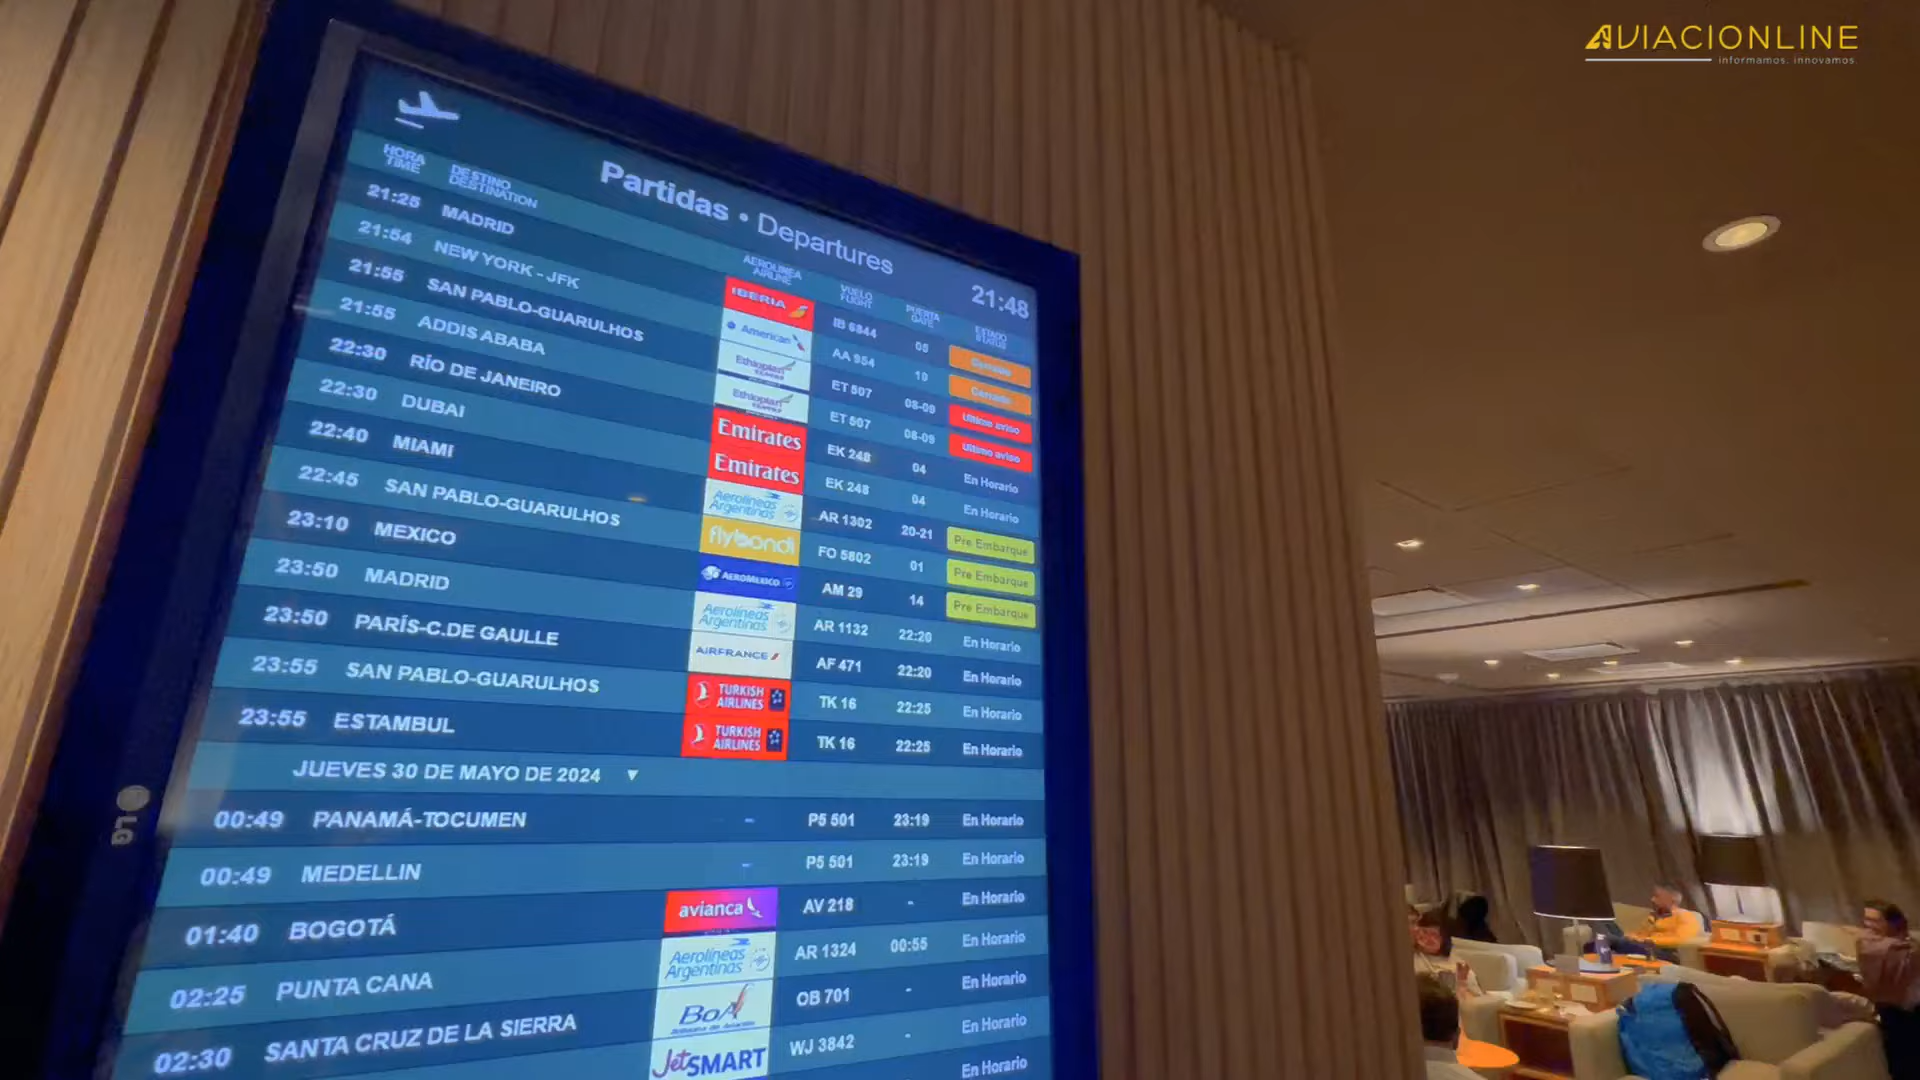 AVIACIONLINE
informamos. innovamos.
Partidas • Departures
21:48
HORA DESTINO AEROLINEA VUELO PUERTA ESTADO
TIME DESTINATION AIRLINE FLIGHT GATE STATUS
21:25 MADRID IBERIA IB 6844 Cerrado
21:54 NEW YORK - JFK American AA 954 10 Cerrado
21:55 SAN PABLO-GUARULHOS Ethiopian ET 507 08-09 Ultimo aviso
21:55 ADDIS ABABA Ethiopian ET 507 08-09 Ultimo aviso
22:30 RÍO DE JANEIRO Emirates EK 248 04 En Horario
22:30 DUBAI Emirates EK 248 04 En Horario
22:40 MIAMI Aerolíneas Argentinas AR 1302 20-21 Pre Embarque
22:45 SAN PABLO-GUARULHOS flybondi FO 5802 01 Pre Embarque
23:10 MEXICO AEROMEXICO AM 29 14 Pre Embarque
23:50 MADRID Aerolíneas Argentinas AR 1132 22:20 En Horario
23:50 PARÍS-C.DE GAULLE AIRFRANCE AF 471 22:20 En Horario
23:55 SAN PABLO-GUARULHOS TURKISH AIRLINES TK 16 22:25 En Horario
23:55 ESTAMBUL TURKISH AIRLINES TK 16 22:25 En Horario
JUEVES 30 DE MAYO DE 2024 ▼
00:49 PANAMÁ-TOCUMEN - P5 501 23:19 En Horario
00:49 MEDELLIN - P5 501 23:19 En Horario
01:40 BOGOTÁ avianca AV 218 - En Horario
02:25 PUNTA CANA Aerolíneas Argentinas AR 1324 00:55 En Horario
02:30 SANTA CRUZ DE LA SIERRA BoA OB 701 - En Horario
JetSMART WJ 3842 - En Horario
En Horario
LG